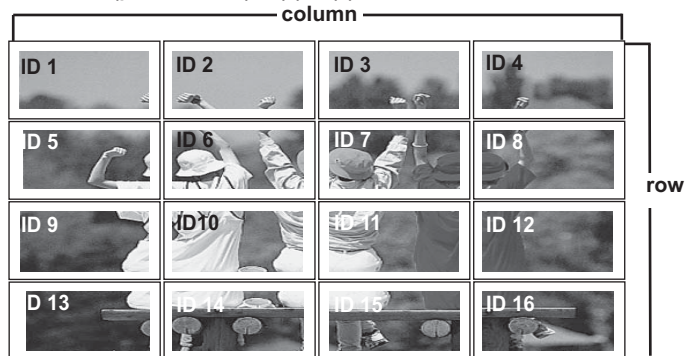 column
ID 1 ID 2 ID 3 ID 4
ID 5 ID 6 ID 7 ID 8
row
ID 9 ID10 ID 11 ID 12
D 13 ID 14 ID 15 ID 16